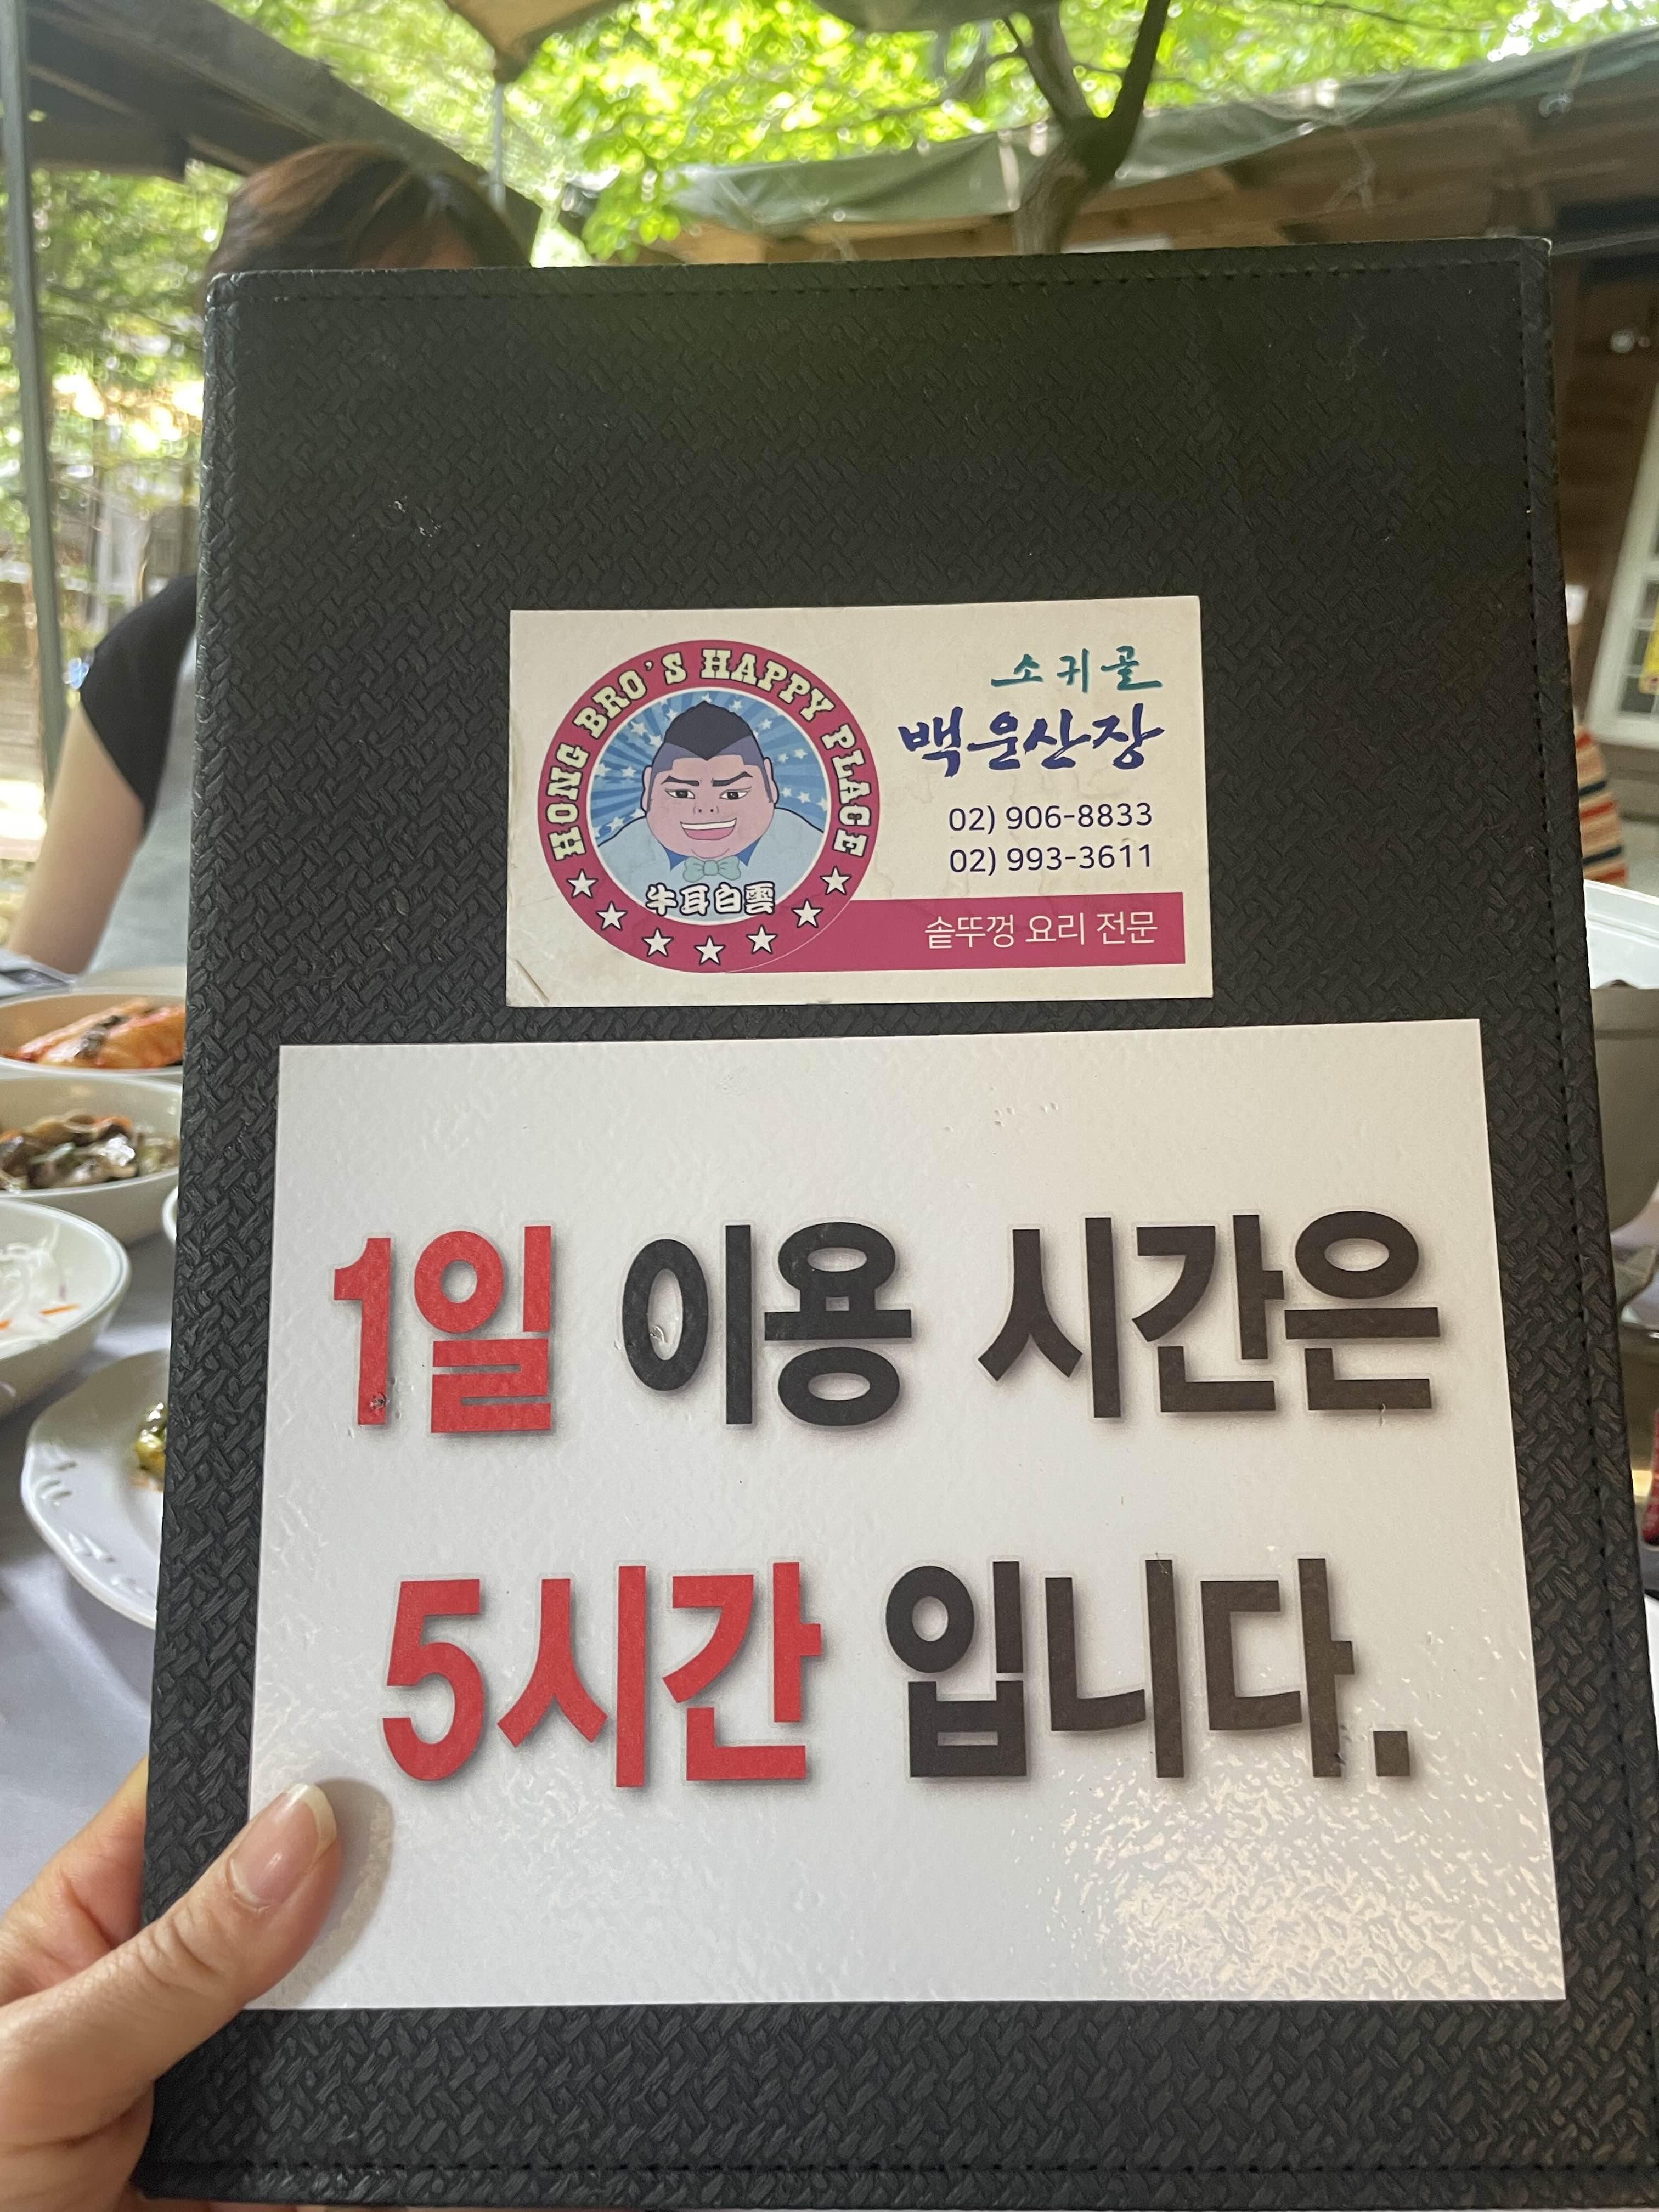 HONG BRO'S HAPPY PLACE
牛耳白雲
소귀골
백운산장
02) 906-8833
02) 993-3611
솥뚜껑 요리 전문
1일 이용 시간은
5시간 입니다.